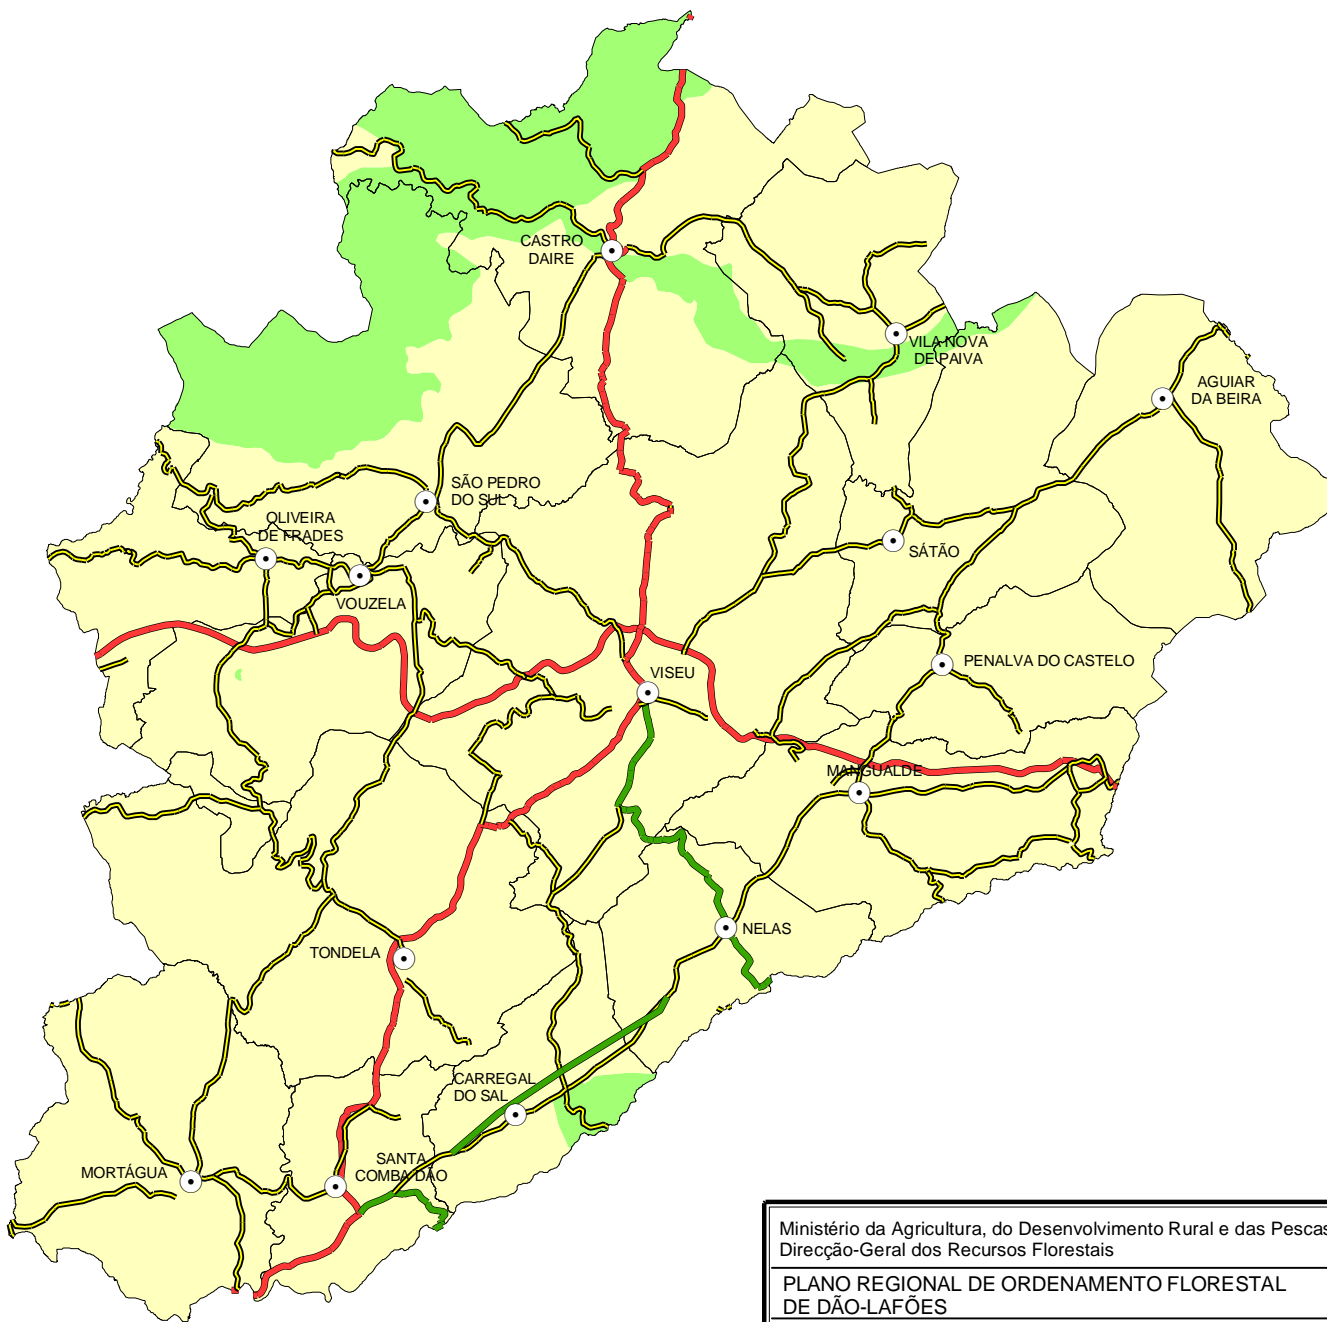 CASTRO
DAIRE
VILA NOVA
DE PAIVA
AGUIAR
DA BEIRA
SÃO PEDRO
DO SUL
OLIVEIRA
DE FRADES
SÁTÃO
VOUZELA
PENALVA DO CASTELO
VISEU
MANGUALDE
NELAS
TONDELA
CARREGAL
DO SAL
SANTA
COMBA DÃO
MORTÁGUA
Ministério da Agricultura, do Desenvolvimento Rural e das Pescas
Direcção-Geral dos Recursos Florestais
PLANO REGIONAL DE ORDENAMENTO FLORESTAL
DE DÃO-LAFÕES